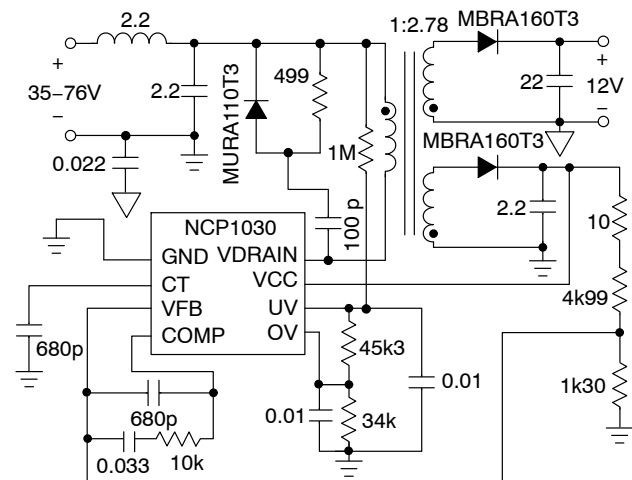 2.2
1:2.78
MBRA160T3
+
35–76V
–
2.2
MURA110T3
499
22
+
12V
–
0.022
1M
MBRA160T3
100 p
2.2
10
NCP1030
GND
VDRAIN
CT
VCC
VFB
UV
COMP
OV
4k99
680p
45k3
0.01
1k30
0.01
34k
680p
0.033
10k